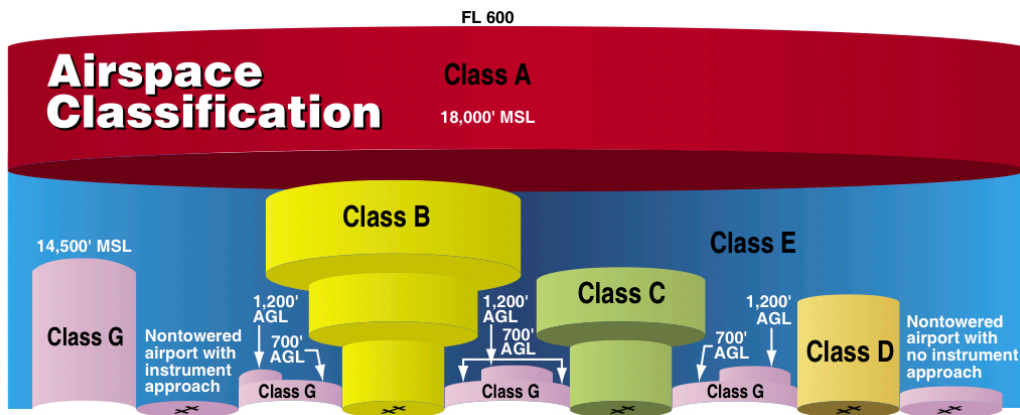 FL 600
Airspace
Classification
Class A
18,000' MSL
Class B
Class E
14,500' MSL
Class G
Nontowered
airport with
instrument
approach
1,200'
AGL
700'
AGL
Class G
1,200'
AGL
700'
AGL
Class G
Class C
700'
AGL
1,200'
AGL
Class G
Class D
Nontowered
airport with
no instrument
approach